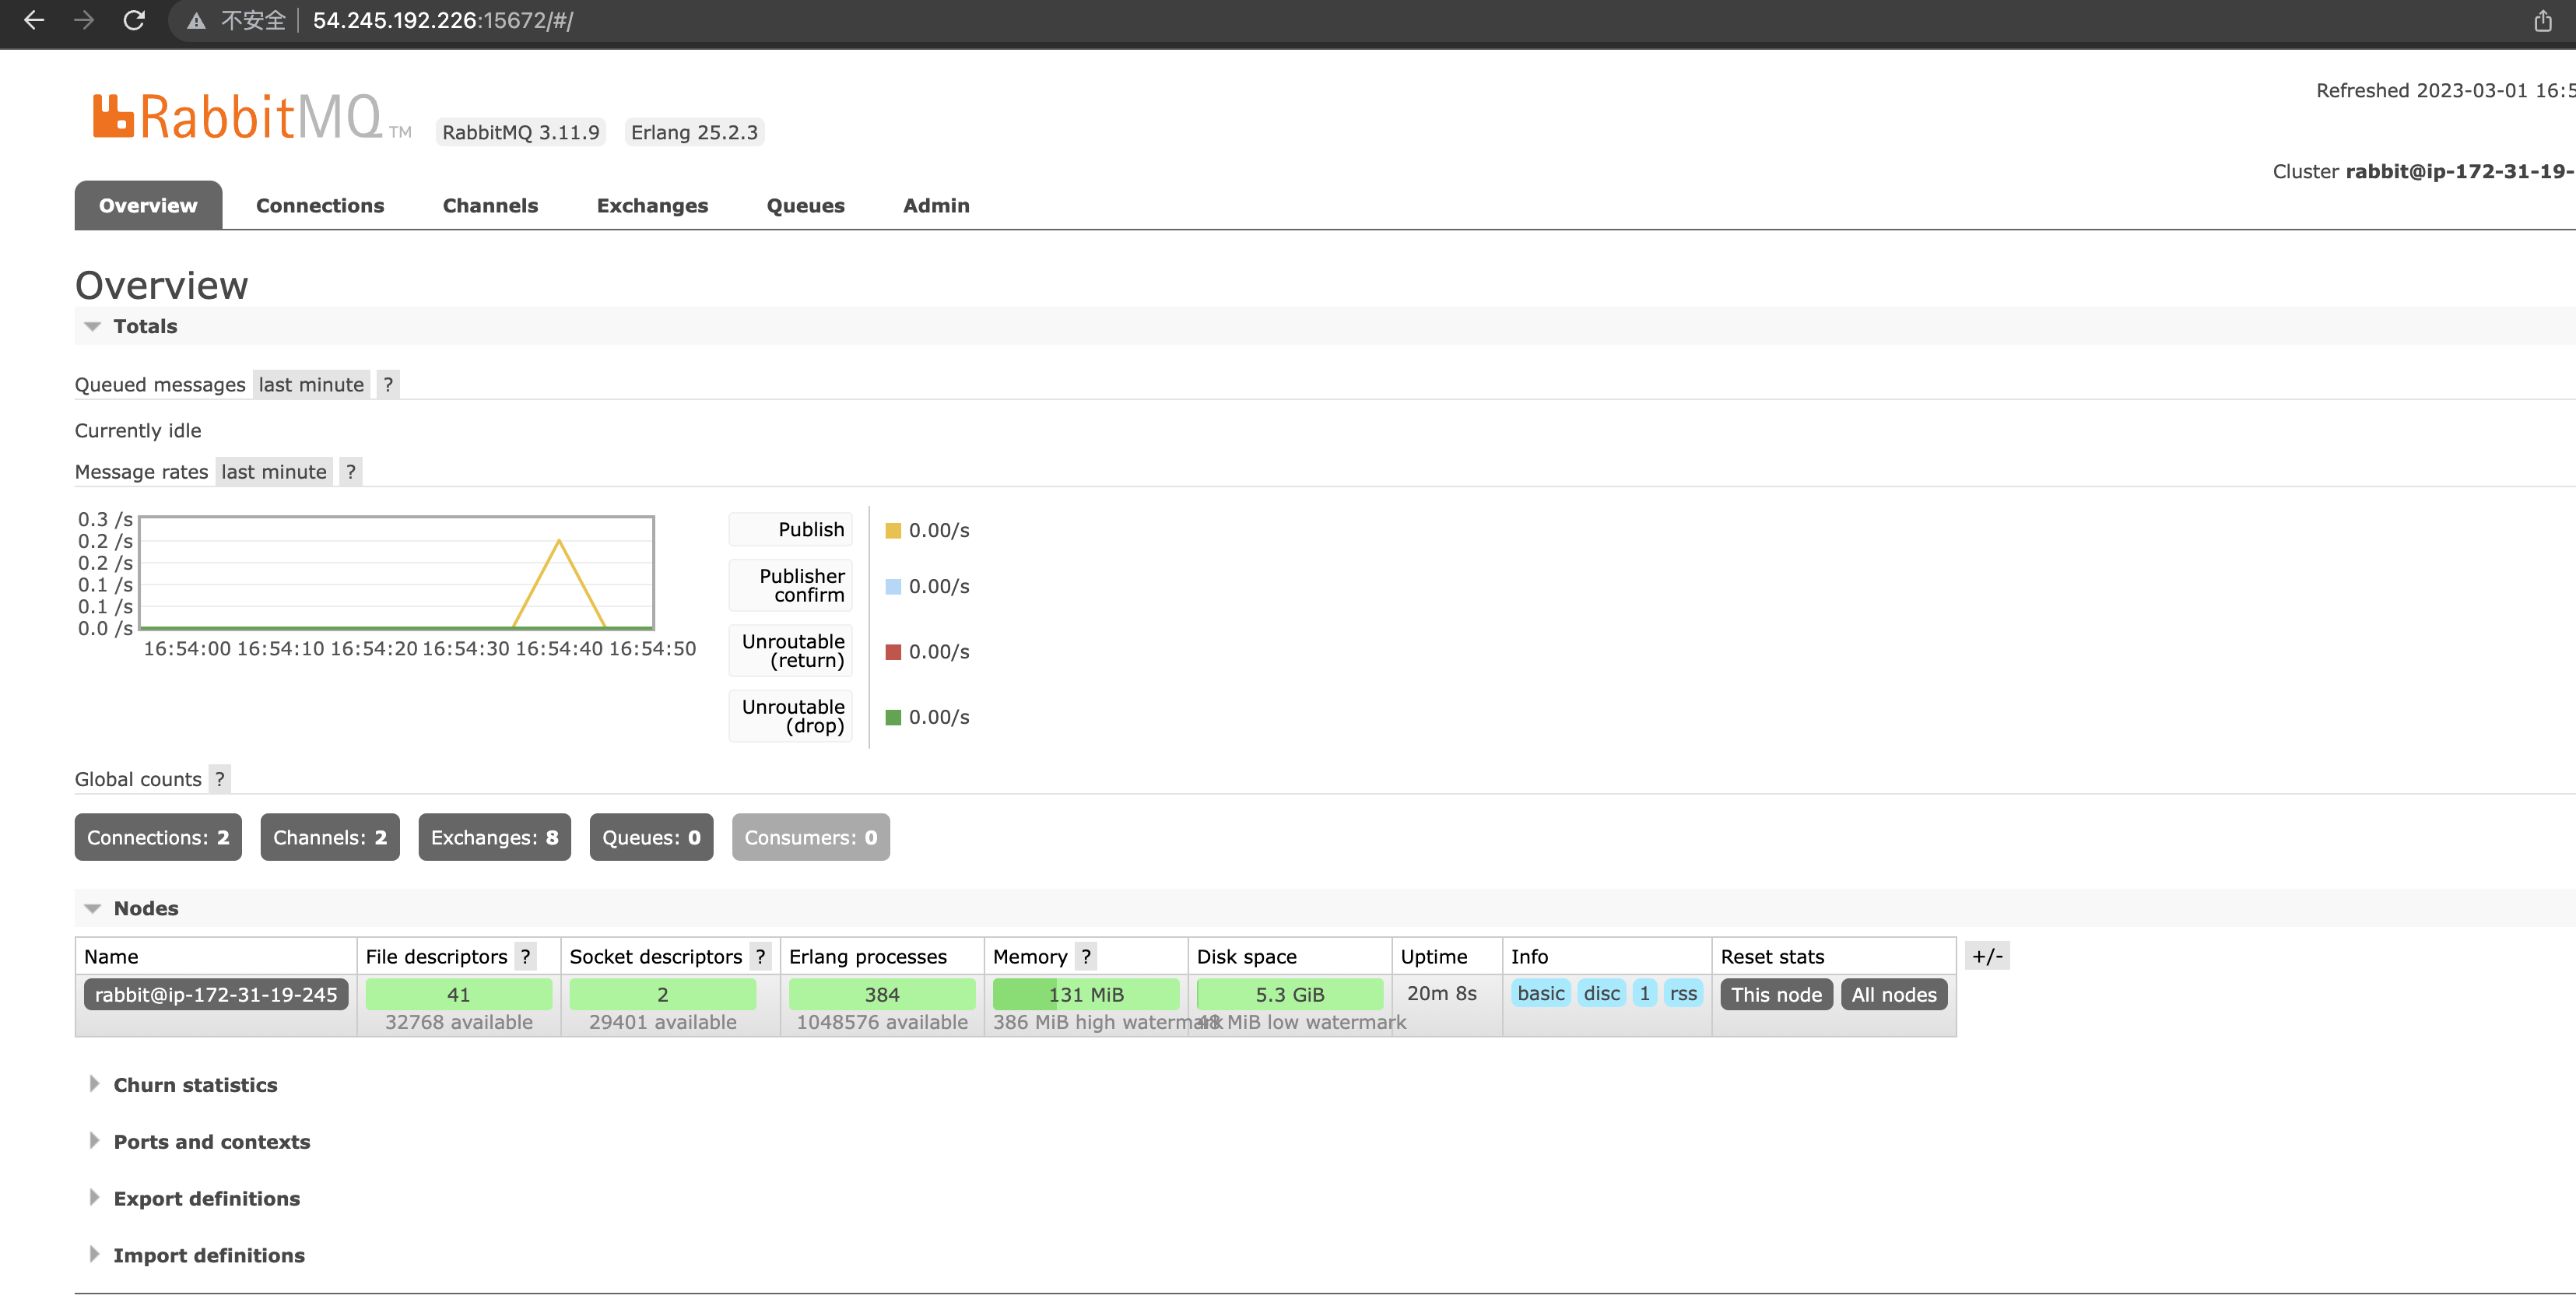 不安全 54.245.192.226:15672/#/
Refreshed 2023-03-01 16:5
RabbitMQ TM RabbitMQ 3.11.9 Erlang 25.2.3
Cluster rabbit@ip-172-31-19-
Overview Connections Channels Exchanges Queues Admin
Overview
Totals
Queued messages last minute ?
Currently idle
Message rates last minute ?
0.3 /s
0.2 /s
0.2 /s
0.1 /s
0.1 /s
0.0 /s
16:54:00 16:54:10 16:54:20 16:54:30 16:54:40 16:54:50
Publish 0.00/s
Publisher
confirm 0.00/s
Unroutable
(return) 0.00/s
Unroutable
(drop) 0.00/s
Global counts ?
Connections: 2 Channels: 2 Exchanges: 8 Queues: 0 Consumers: 0
Nodes
Name File descriptors ? Socket descriptors ? Erlang processes Memory ? Disk space Uptime Info Reset stats +/-
rabbit@ip-172-31-19-245 41 2 384 131 MiB 5.3 GiB 20m 8s basic disc 1 rss This node All nodes
32768 available 29401 available 1048576 available 386 MiB high watermark 48 MiB low watermark
Churn statistics
Ports and contexts
Export definitions
Import definitions